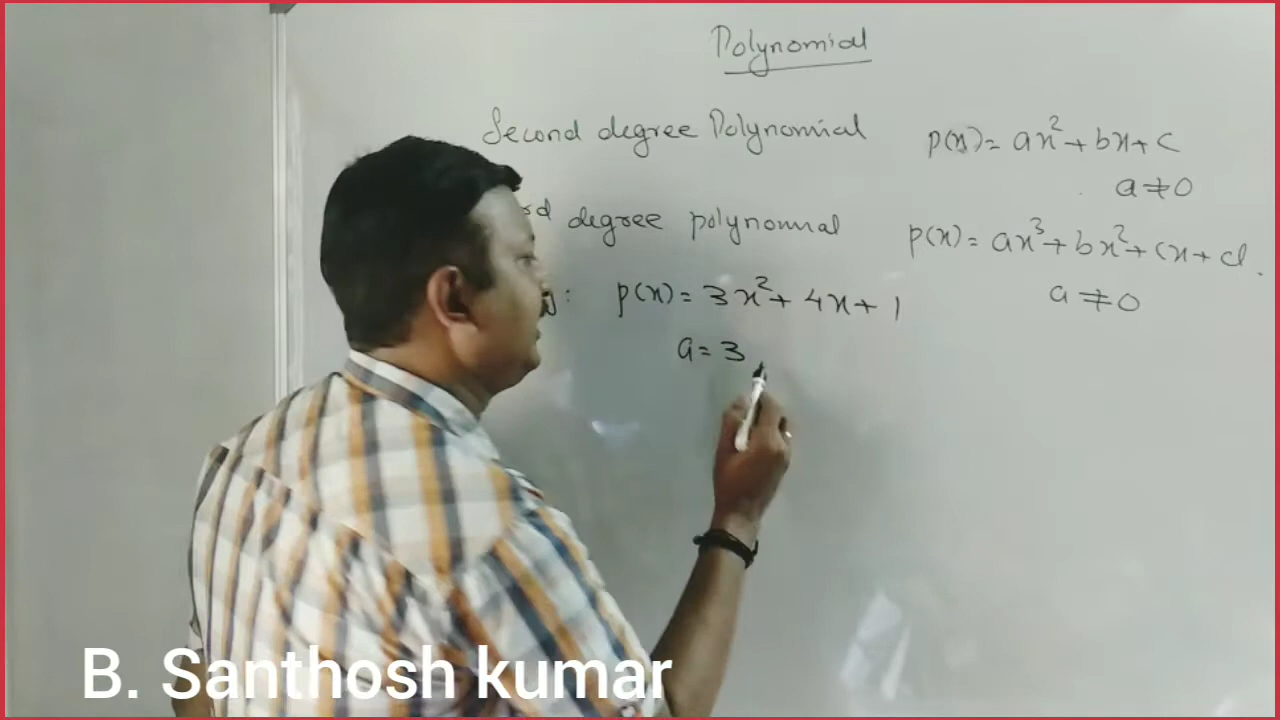 Polynomial
Second degree Polynomial p(x) = ax² + bx + c
a ≠ 0
rd degree polynomial p(x) = ax³ + bx² + cx + d.
p(x) = 3x² + 4x + 1 a ≠ 0
a = 3
B. Santhosh kumar